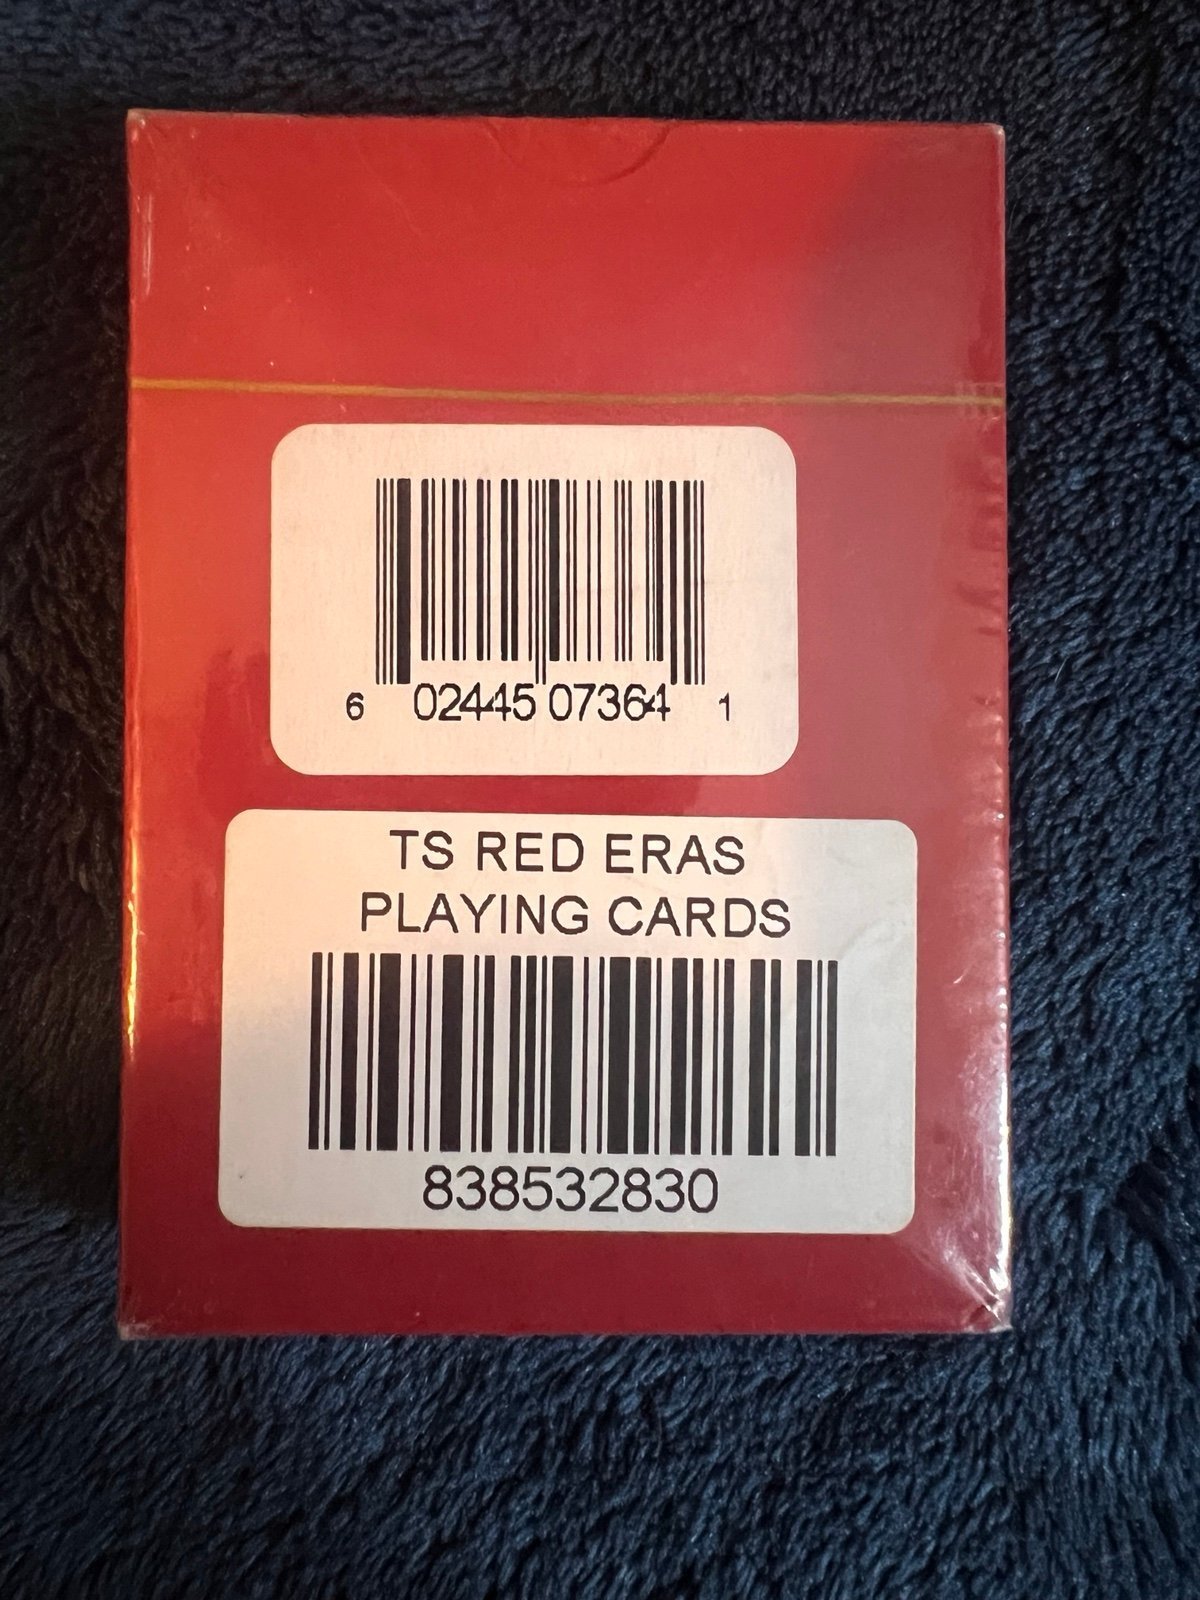 6 02445 07364 1
TS RED ERAS
PLAYING CARDS
838532830